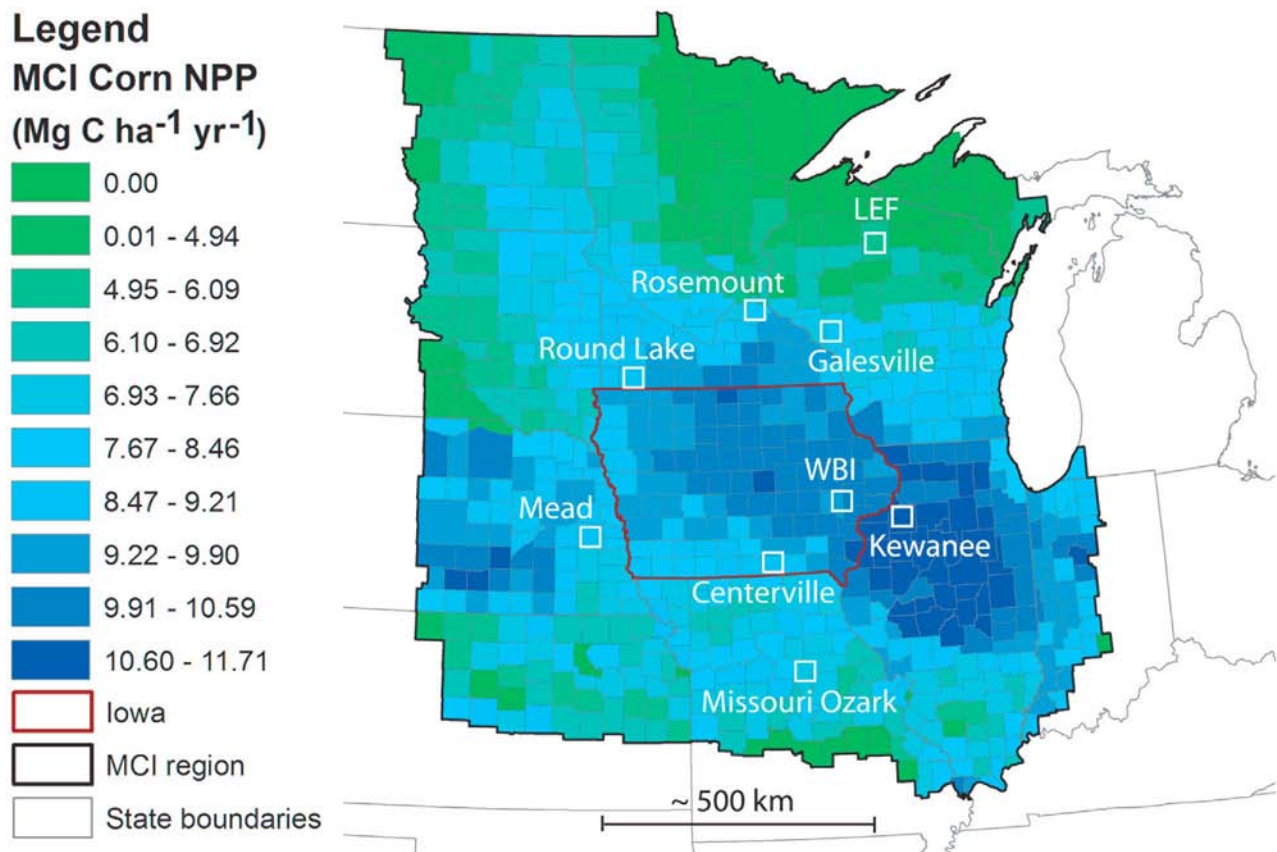 Legend
MCI Corn NPP
(Mg C ha-1 yr-1)
0.00
0.01 - 4.94
4.95 - 6.09
6.10 - 6.92
6.93 - 7.66
7.67 - 8.46
8.47 - 9.21
9.22 - 9.90
9.91 - 10.59
10.60 - 11.71
Iowa
MCI region
State boundaries
LEF
Rosemount
Galesville
Round Lake
WBI
Mead
Kewanee
Centerville
Missouri Ozark
~ 500 km